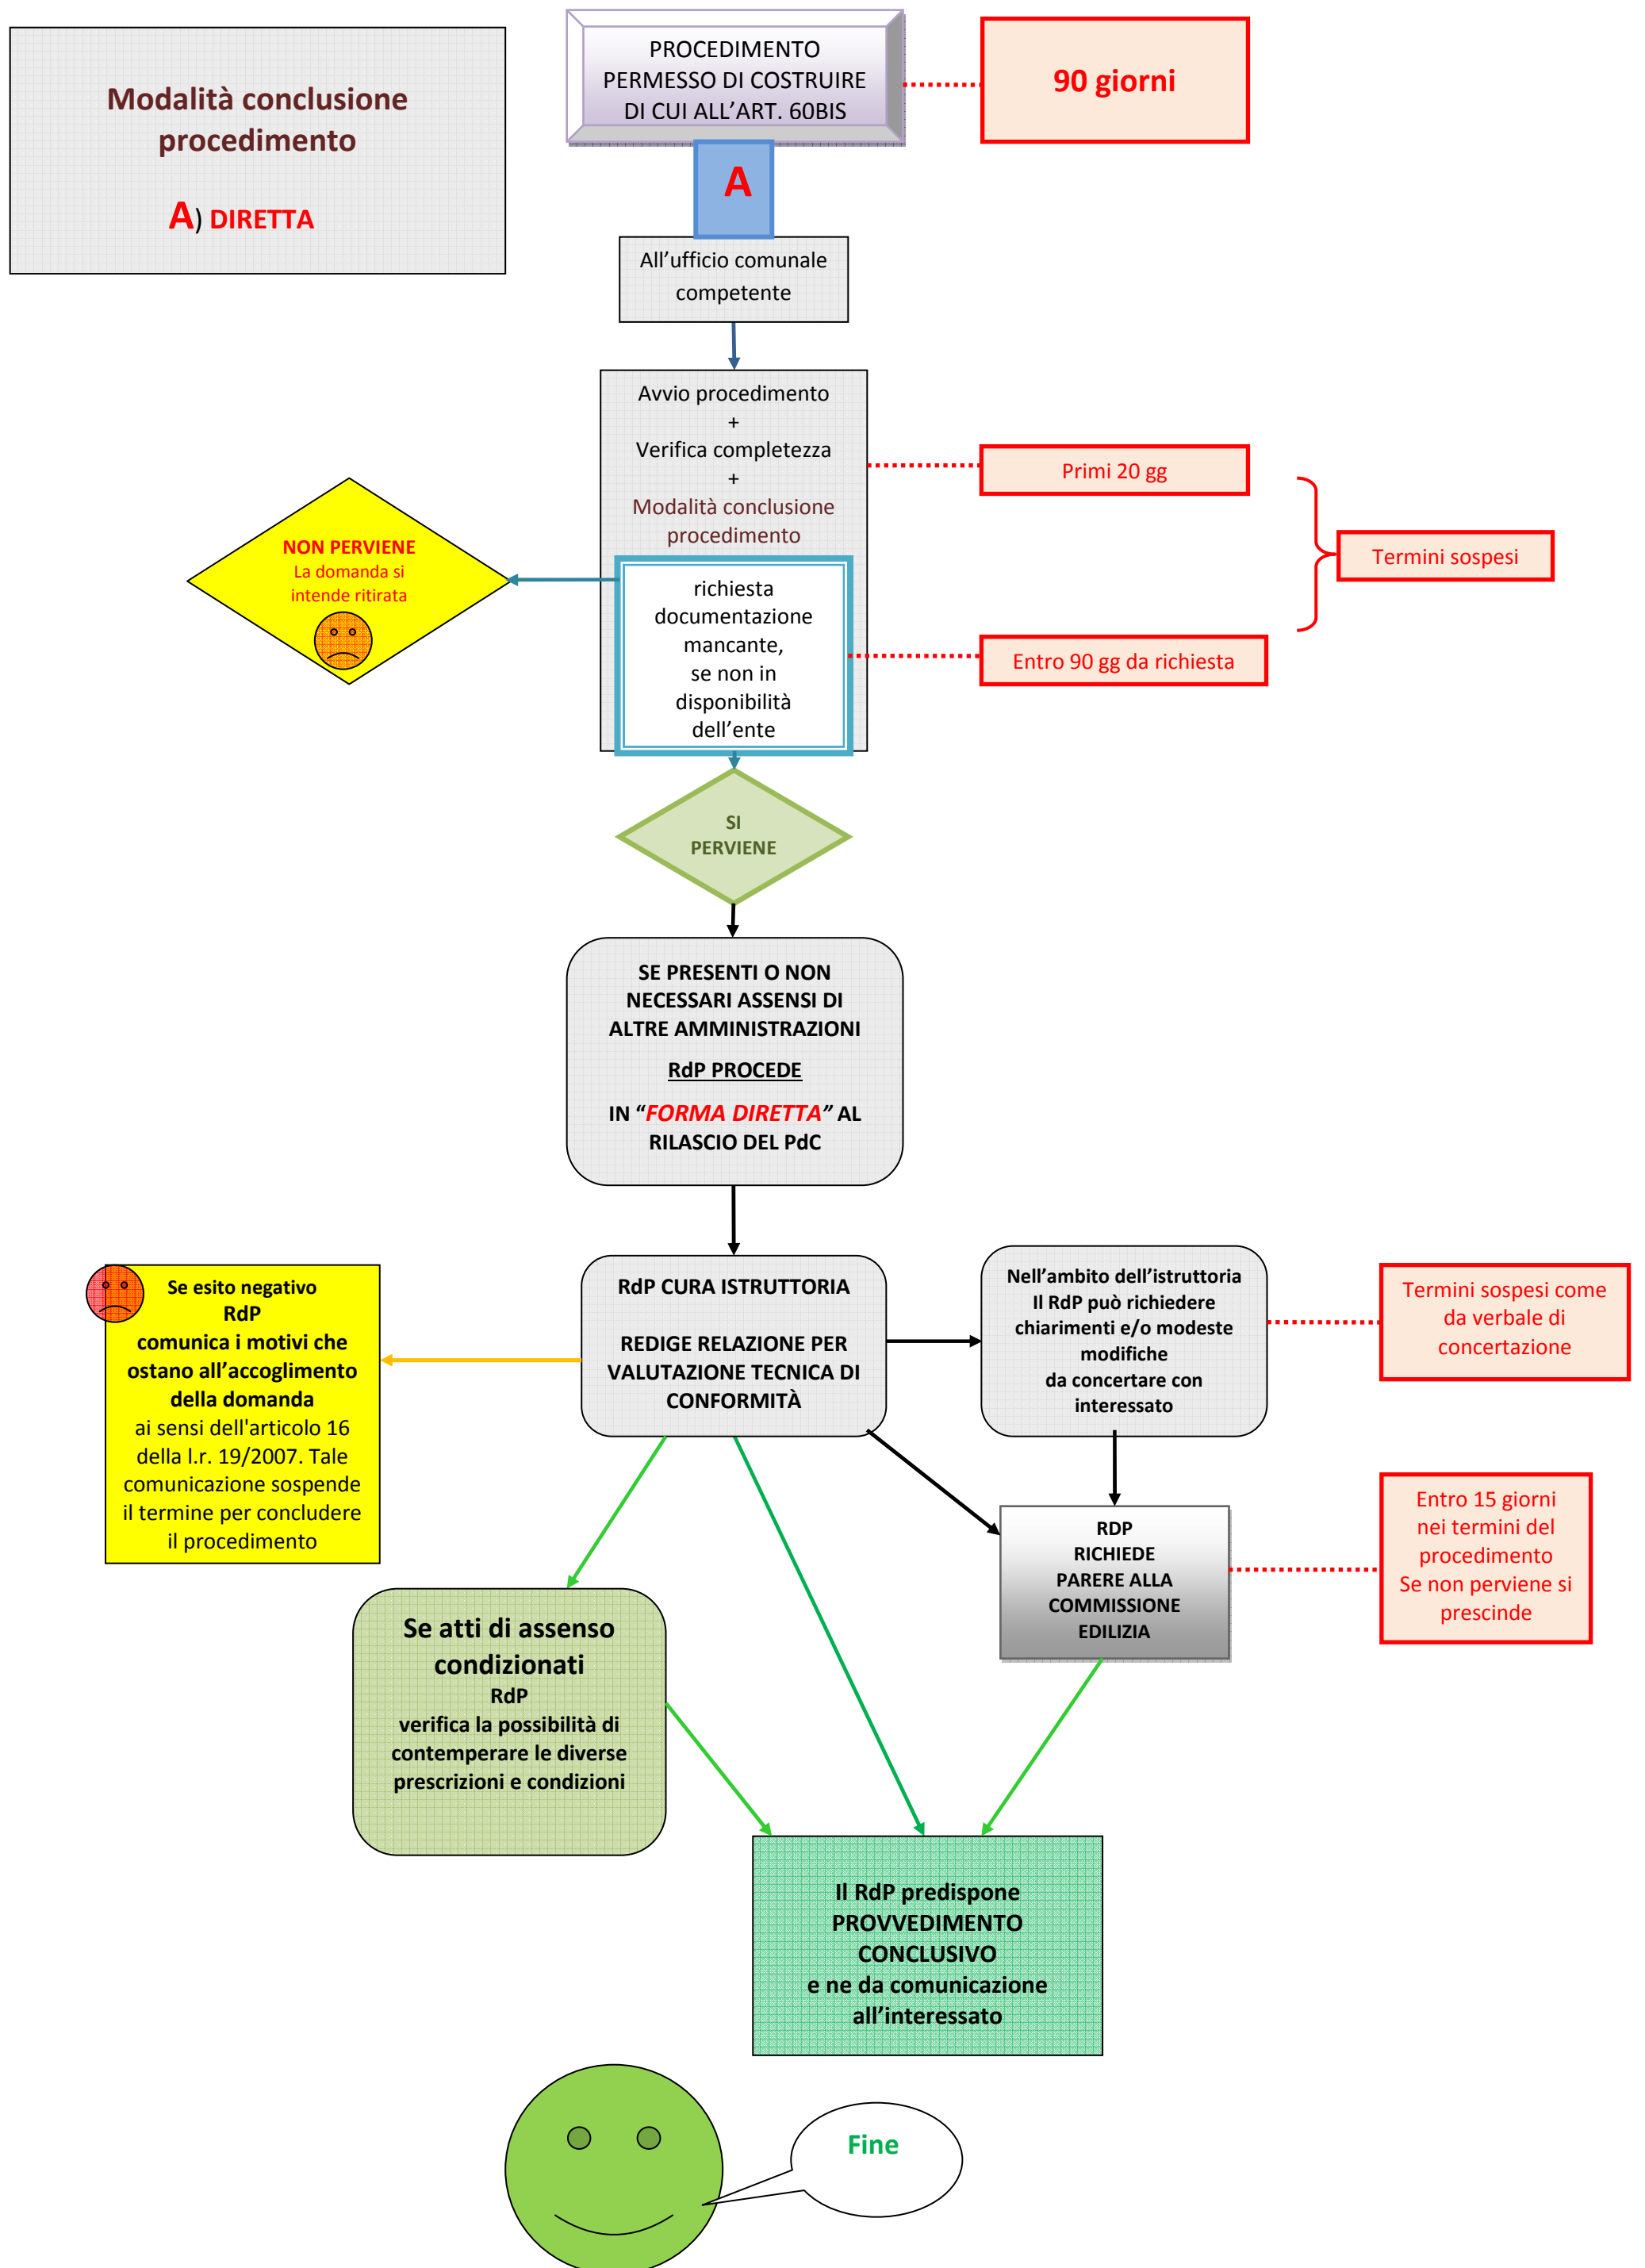 Modalità conclusione
procedimento
A) DIRETTA
PROCEDIMENTO
PERMESSO DI COSTRUIRE
DI CUI ALL’ART. 60BIS
90 giorni
A
All’ufficio comunale
competente
Avvio procedimento
+
Verifica completezza
+
Modalità conclusione
procedimento
Primi 20 gg
Termini sospesi
NON PERVIENE
La domanda si
intende ritirata
richiesta
documentazione
mancante,
se non in
disponibilità
dell’ente
Entro 90 gg da richiesta
SI
PERVIENE
SE PRESENTI O NON
NECESSARI ASSENSI DI
ALTRE AMMINISTRAZIONI
RdP PROCEDE
IN “FORMA DIRETTA” AL
RILASCIO DEL PdC
Se esito negativo
RdP
comunica i motivi che
ostano all’accoglimento
della domanda
ai sensi dell'articolo 16
della l.r. 19/2007. Tale
comunicazione sospende
il termine per concludere
il procedimento
RdP CURA ISTRUTTORIA
REDIGE RELAZIONE PER
VALUTAZIONE TECNICA DI
CONFORMITÀ
Nell’ambito dell’istruttoria
Il RdP può richiedere
chiarimenti e/o modeste
modifiche
da concertare con
interessato
Termini sospesi come
da verbale di
concertazione
RDP
RICHIEDE
PARERE ALLA
COMMISSIONE
EDILIZIA
Entro 15 giorni
nei termini del
procedimento
Se non perviene si
prescinde
Se atti di assenso
condizionati
RdP
verifica la possibilità di
contemperare le diverse
prescrizioni e condizioni
Il RdP predispone
PROVVEDIMENTO
CONCLUSIVO
e ne da comunicazione
all’interessato
Fine